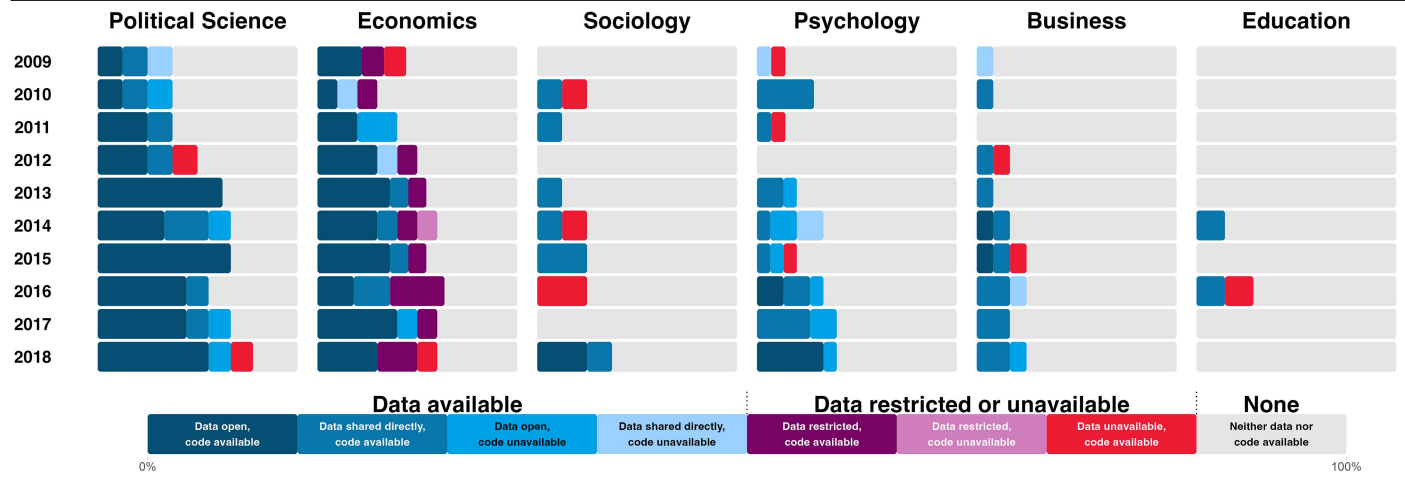 Political Science Economics Sociology Psychology Business Education
2009
2010
2011
2012
2013
2014
2015
2016
2017
2018
Data available Data restricted or unavailable None
Data open, Data shared directly, Data open, Data shared directly, Data restricted, Data restricted, Data unavailable, Neither data nor
code available code available code unavailable code unavailable code available code unavailable code available code available
0% 100%